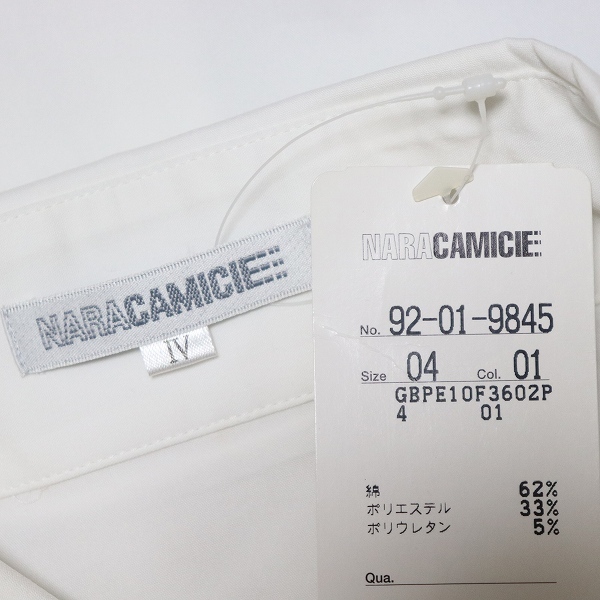 NARACAMICIE
IV
NARACAMICIE
No. 92-01-9845
Size 04 Col. 01
GBPE10F3602P
4 01
綿 62%
ポリエステル 33%
ポリウレタン 5%
Qua.